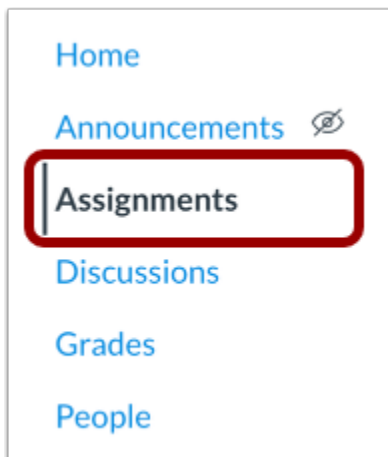 Home
Announcements
Assignments
Discussions
Grades
People